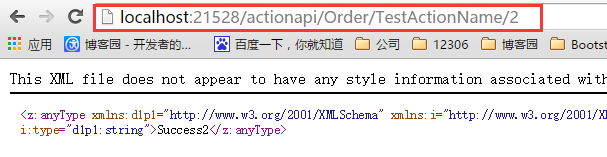 localhost:21528/actionapi/Order/TestActionName/2
应用 博客园 - 开发者的... 百度一下，你就知道 公司 12306 博客园 Boots
This XML file does not appear to have any style information associated wit
<z:anyType xmlns:d1p1="http://www.w3.org/2001/XMLSchema" xmlns:i="http://www.w3.org/2001/X
i:type="d1p1:string">Success2</z:anyType>